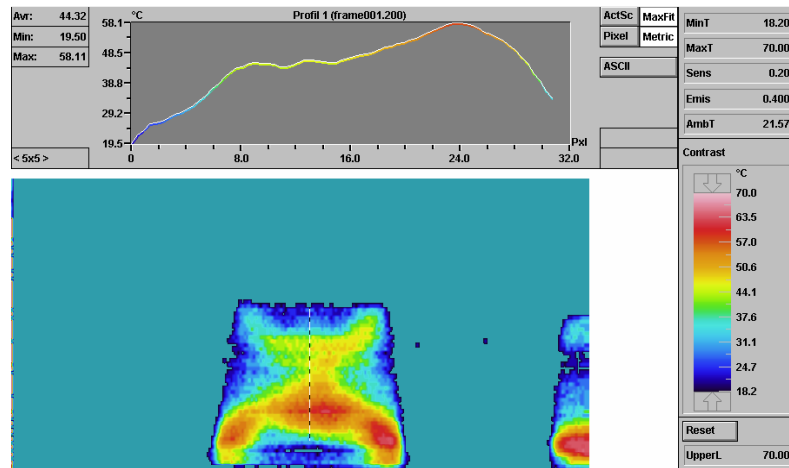 Avr: 44.32
Min: 19.50
Max: 58.11
< 5x5 >
°C Profil 1 (frame001.200)
58.1
48.5
38.8
29.2
19.5
0 8.0 16.0 24.0 32.0
Pxl
ActSc MaxFit
Pixel Metric
ASCII
MinT 18.20
MaxT 70.00
Sens 0.20
Emis 0.400
AmbT 21.57
Contrast
°C
70.0
63.5
57.0
50.6
44.1
37.6
31.1
24.7
18.2
Reset
UpperL 70.00